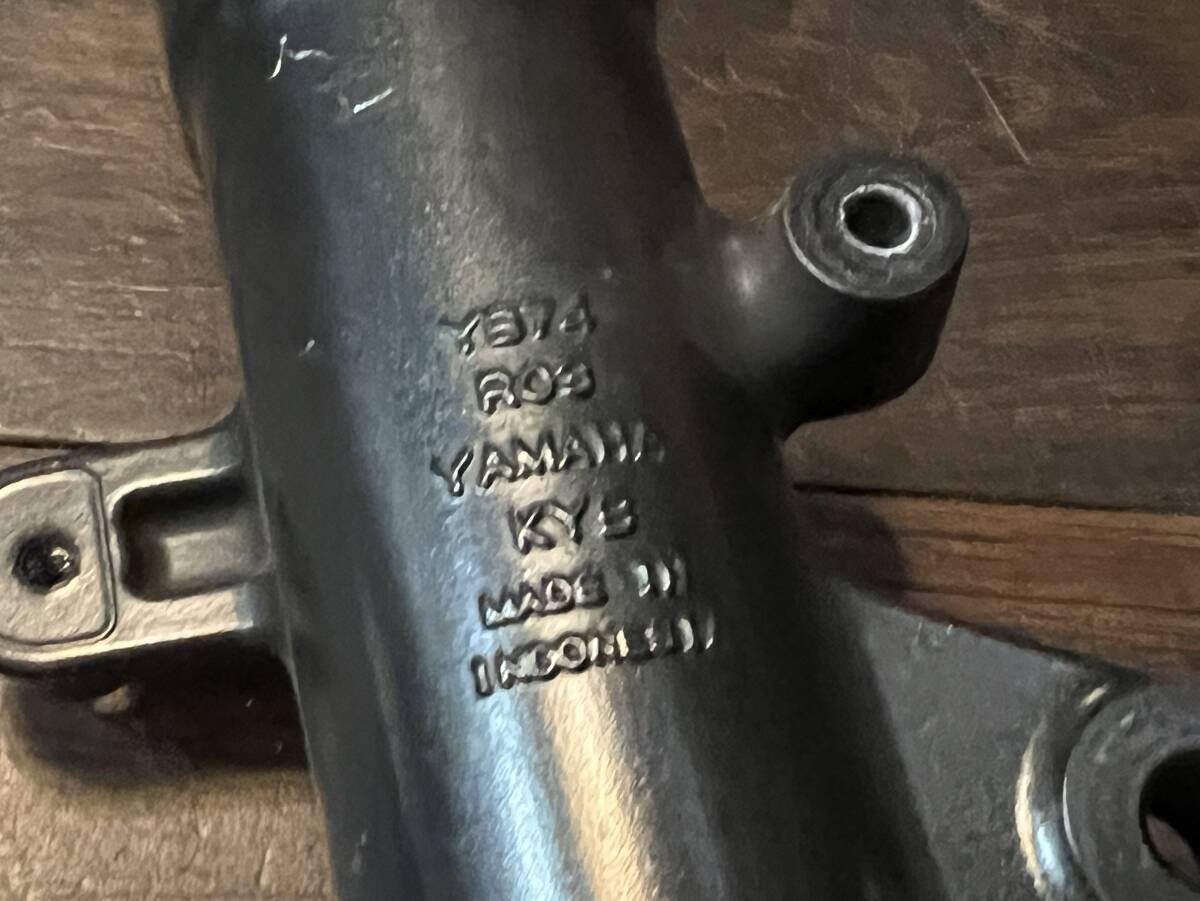 YB74
R03
YAMAHA
KYB
MADE IN
INDONESIA